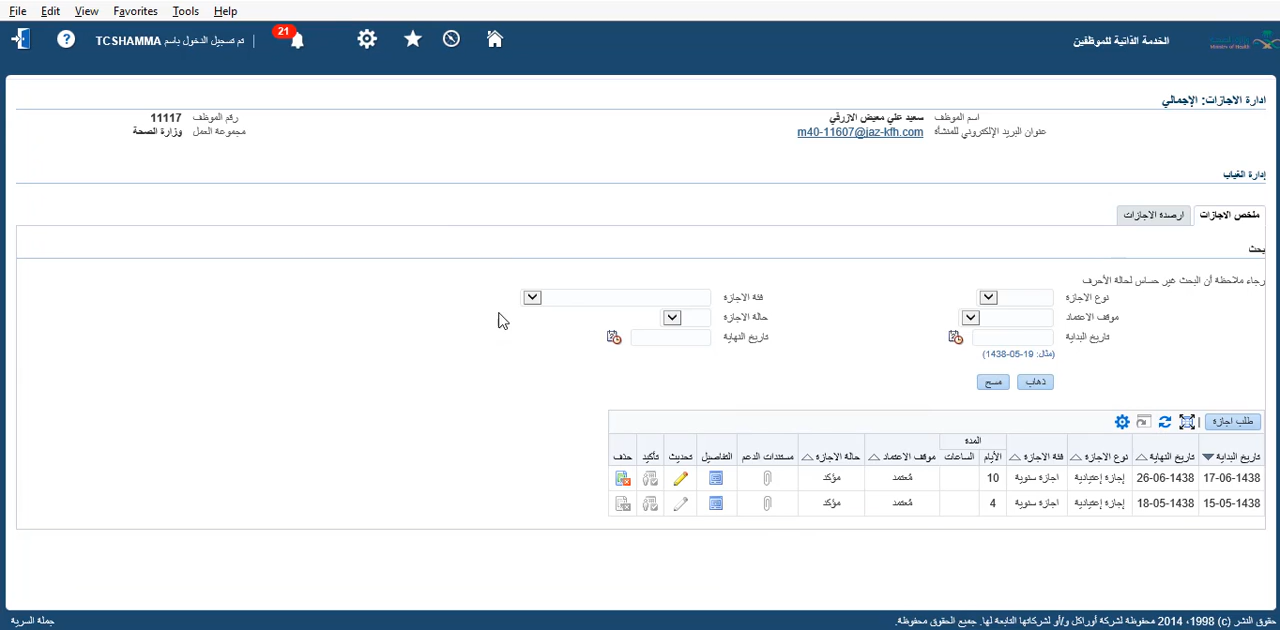 File Edit View Favorites Tools Help
الخدمة الذاتية للموظفين
21
تم تسجيل الدخول باسم TCSHAMMA
Ministry of Health
ادارة الاجازات: الإجمالي
اسم الموظف سعيد علي معيض الازرقي
رقم الموظف 11117
عنوان البريد الإلكتروني للمنشأة m40-11607@jaz-kfh.com
مجموعة العمل وزارة الصحة
إدارة الغياب
ملخص الاجازات
ارصدة الاجازات
بحث
رجاء ملاحظة أن البحث غير حساس لحالة الأحرف
نوع الاجازة
فئة الاجازة
موقف الاعتماد
حالة الاجازة
تاريخ البداية
تاريخ النهاية
(مثال: 19-05-1438)
ذهاب
مسح
طلب اجازة
المدة
تاريخ البداية تاريخ النهاية نوع الاجازة فئة الاجازة الأيام الساعات موقف الاعتماد حالة الاجازة مستندات الدعم التفاصيل تحديث تأكيد حذف
17-06-1438 26-06-1438 إجازة إعتيادية اجازة سنوية 10 مُعتمد مؤكد
15-05-1438 18-05-1438 إجازة إعتيادية اجازة سنوية 4 مُعتمد مؤكد
حقوق النشر (c) 1998، 2014 محفوظة لشركة أوراكل و/أو لشركاتها التابعة لها. جميع الحقوق محفوظة.
جملة السرية